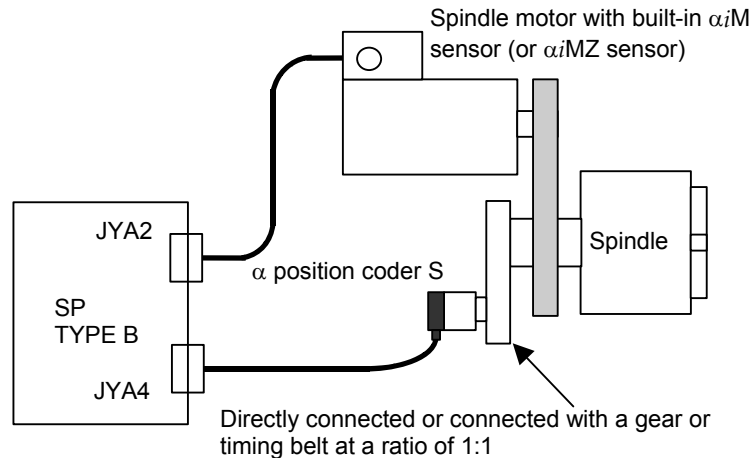 Spindle motor with built-in αiM
sensor (or αiMZ sensor)
JYA2
Spindle
α position coder S
SP
TYPE B
JYA4
Directly connected or connected with a gear or
timing belt at a ratio of 1:1